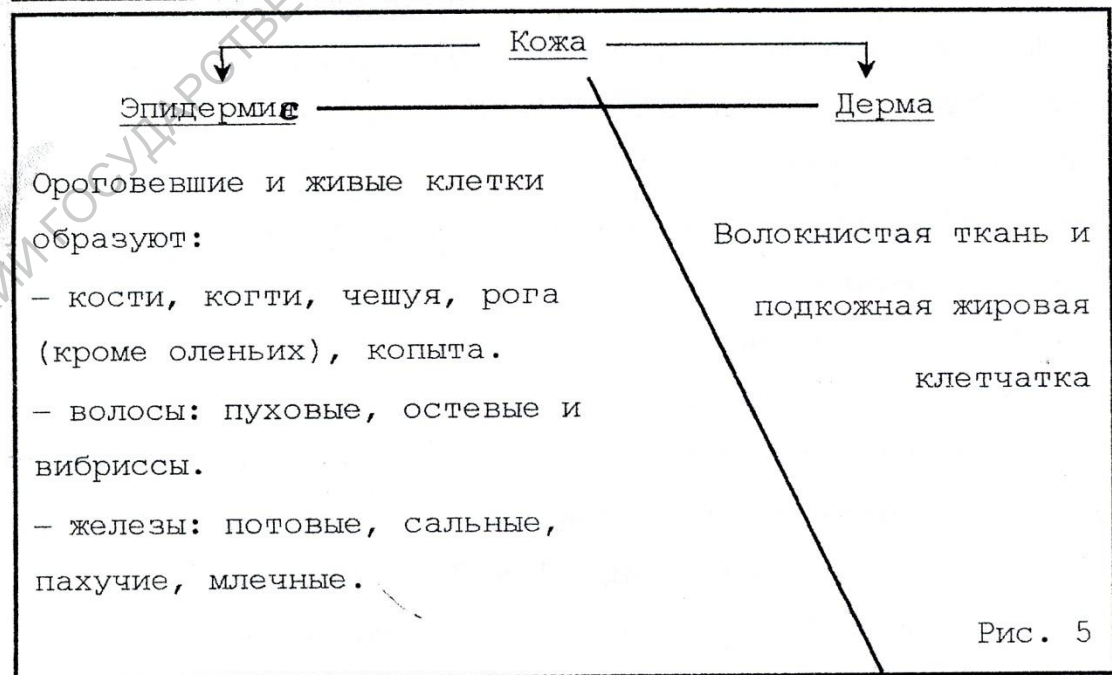 Кожа
Эпидермис
Дерма
Ороговевшие и живые клетки
образуют:
– кости, когти, чешуя, рога
(кроме оленьих), копыта.
– волосы: пуховые, остевые и
вибриссы.
– железы: потовые, сальные,
пахучие, млечные.
Волокнистая ткань и
подкожная жировая
клетчатка
Рис. 5